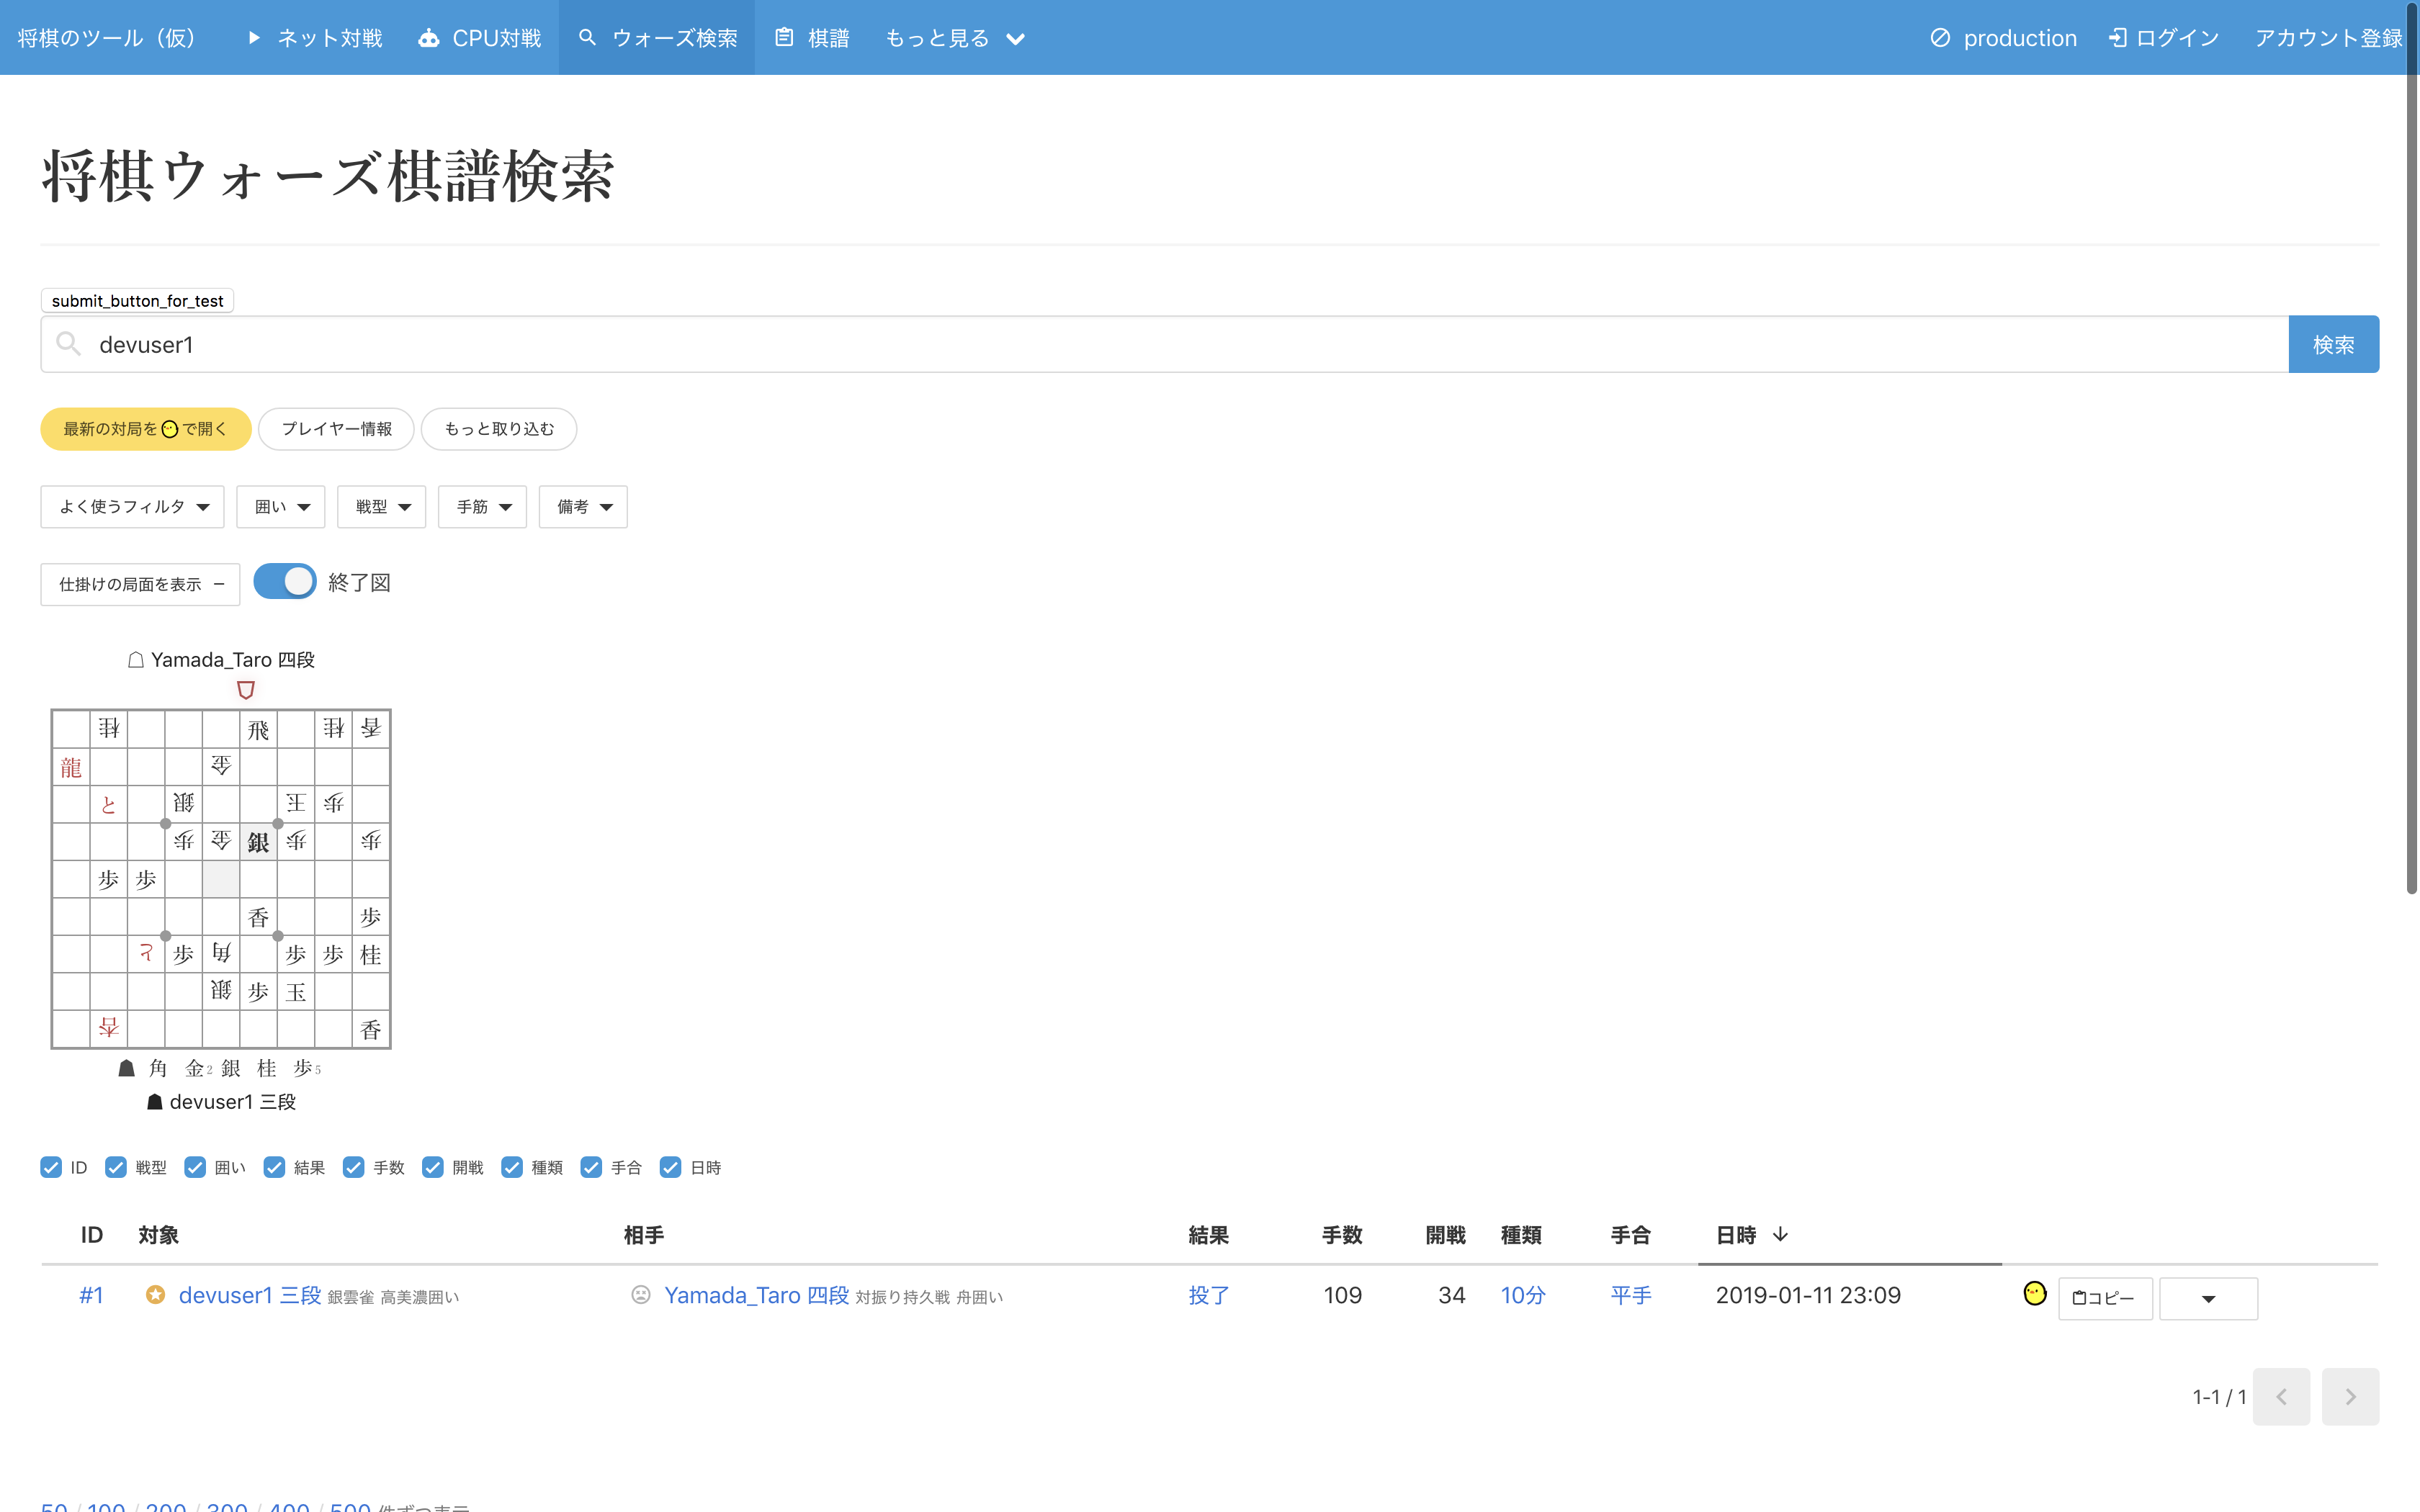 将棋のツール（仮） ネット対戦 CPU対戦 ウォーズ検索 棋譜 もっと見る production ログイン アカウント登録
将棋ウォーズ棋譜検索
submit_button_for_test
devuser1 検索
最新の対局をで開く プレイヤー情報 もっと取り込む
よく使うフィルタ 囲い 戦型 手筋 備考
仕掛けの局面を表示 − 終了図
☖ Yamada_Taro 四段
桂 飛 桂 香
龍 金
と 銀 王 歩
歩 金 銀 歩 歩
歩 歩
香 歩
と 歩 角 歩 歩 桂
銀 歩 玉
杏 香
☗ 角 金2 銀 桂 歩5
☗ devuser1 三段
ID 戦型 囲い 結果 手数 開戦 種類 手合 日時
ID 対象 相手 結果 手数 開戦 種類 手合 日時
#1 devuser1 三段 銀雲雀 高美濃囲い Yamada_Taro 四段 対振り持久戦 舟囲い 投了 109 34 10分 平手 2019-01-11 23:09 コピー
1-1 / 1
50 / 100 / 200 / 300 / 400 / 500 件ずつ表示